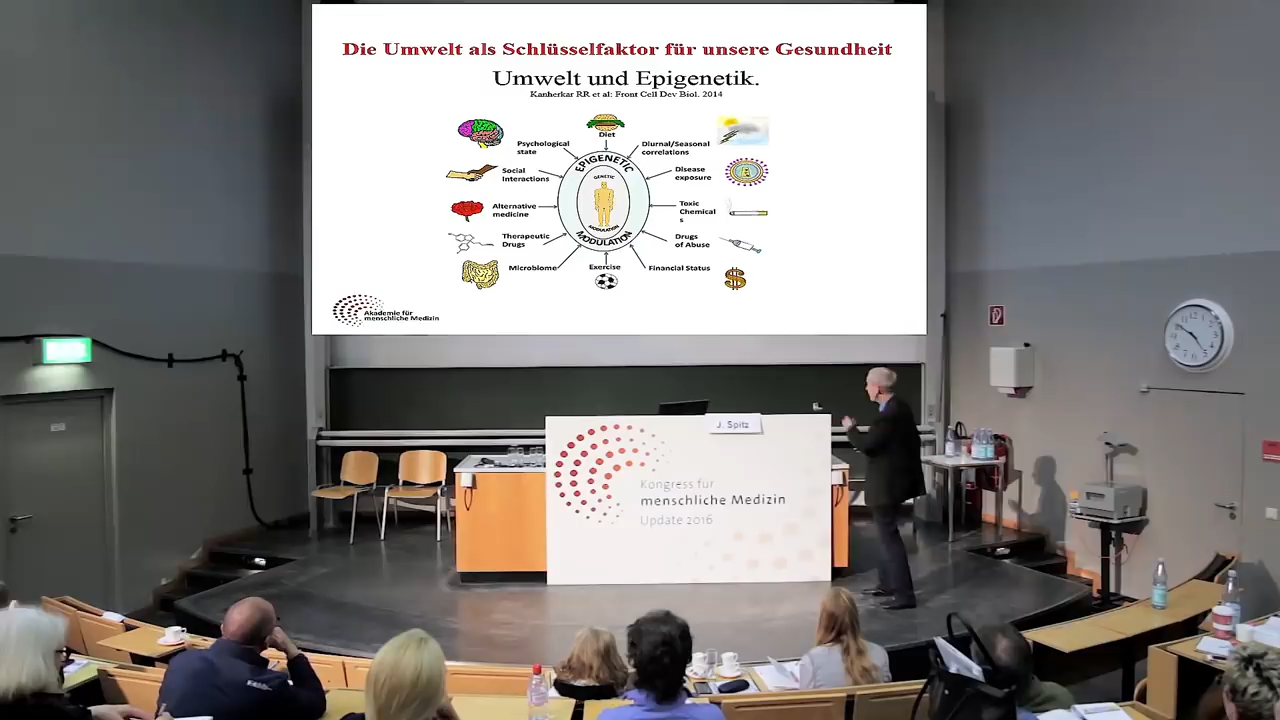 Die Umwelt als Schlüsselfaktor für unsere Gesundheit
Umwelt und Epigenetik.
Kanherkar RR et al: Front Cell Dev Biol. 2014
Diet
Psychological
state
Diurnal/Seasonal
correlations
Social
Interactions
Disease
exposure
Alternative
medicine
Toxic
Chemical
s
Therapeutic
Drugs
Drugs
of Abuse
Microbiome
Exercise
Financial Status
EPIGENETIC
GENETIC
MODULATION
MODULATION
$
Akademie für
menschliche Medizin
J. Spitz
Kongress für
menschliche Medizin
Update 2016